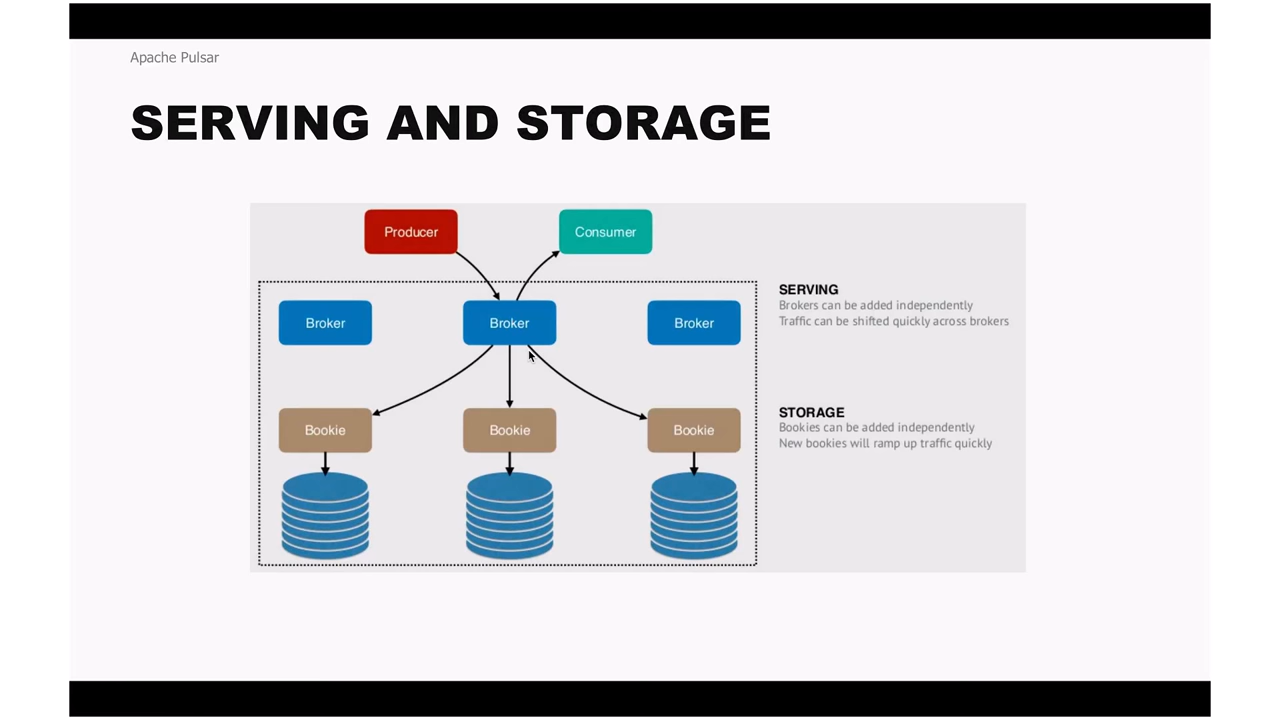 Apache Pulsar
SERVING AND STORAGE
Producer
Consumer
Broker
Broker
Broker
SERVING
Brokers can be added independently
Traffic can be shifted quickly across brokers
Bookie
Bookie
Bookie
STORAGE
Bookies can be added independently
New bookies will ramp up traffic quickly